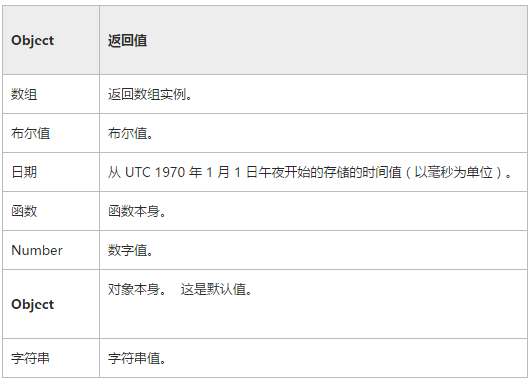 Object 返回值
数组 返回数组实例。
布尔值 布尔值。
日期 从 UTC 1970 年 1 月 1 日午夜开始的存储的时间值（以毫秒为单位）。
函数 函数本身。
Number 数字值。
Object 对象本身。 这是默认值。
字符串 字符串值。